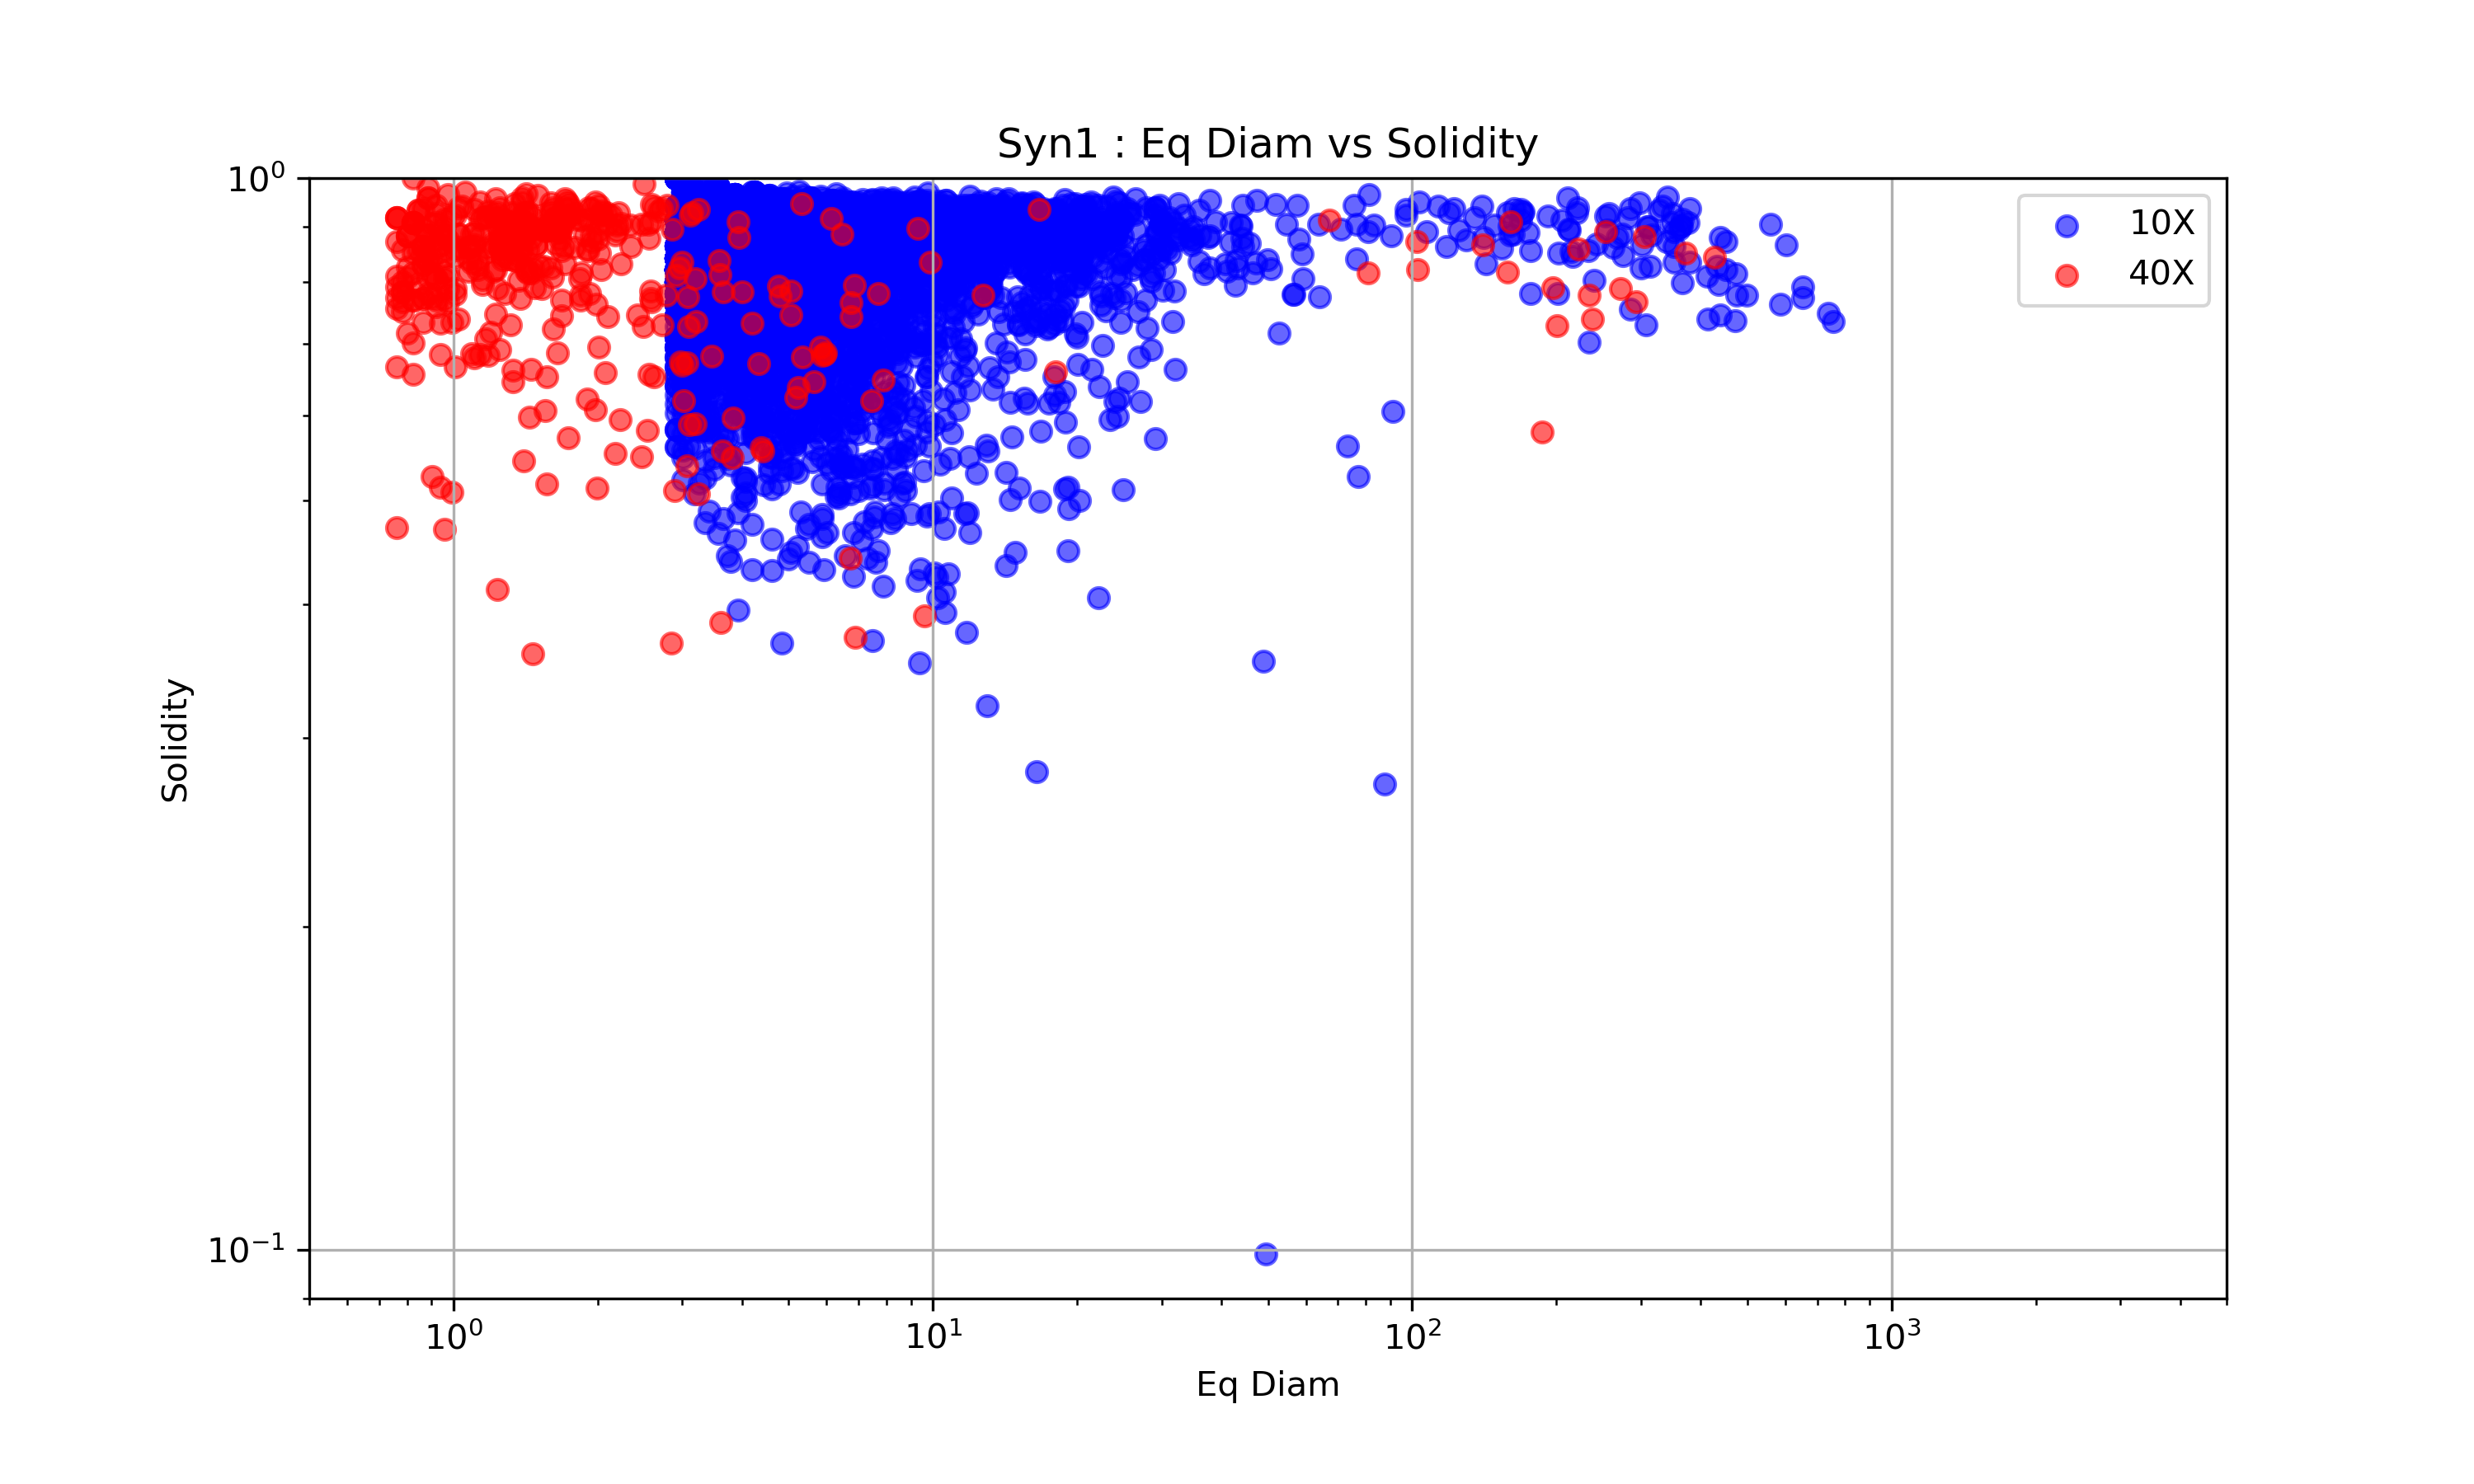 Syn1 : Eq Diam vs Solidity
10⁰
10X
40X
Solidity
10⁻¹
10⁰ 10¹ 10² 10³
Eq Diam